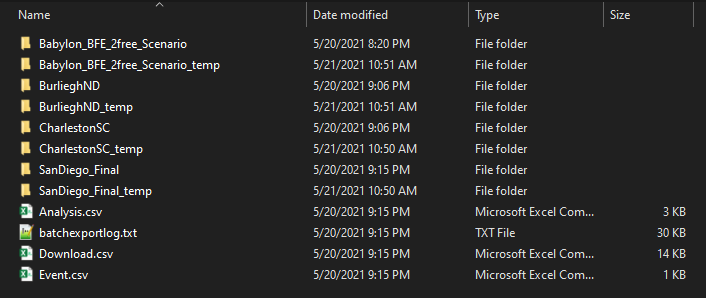 Name Date modified Type Size
Babylon_BFE_2free_Scenario 5/20/2021 8:20 PM File folder
Babylon_BFE_2free_Scenario_temp 5/21/2021 10:51 AM File folder
BurlieghND 5/20/2021 9:06 PM File folder
BurlieghND_temp 5/21/2021 10:51 AM File folder
CharlestonSC 5/20/2021 9:06 PM File folder
CharlestonSC_temp 5/21/2021 10:50 AM File folder
SanDiego_Final 5/20/2021 9:15 PM File folder
SanDiego_Final_temp 5/21/2021 10:50 AM File folder
Analysis.csv 5/20/2021 9:15 PM Microsoft Excel Com... 3 KB
batchexportlog.txt 5/20/2021 9:15 PM TXT File 30 KB
Download.csv 5/20/2021 9:15 PM Microsoft Excel Com... 14 KB
Event.csv 5/20/2021 9:15 PM Microsoft Excel Com... 1 KB